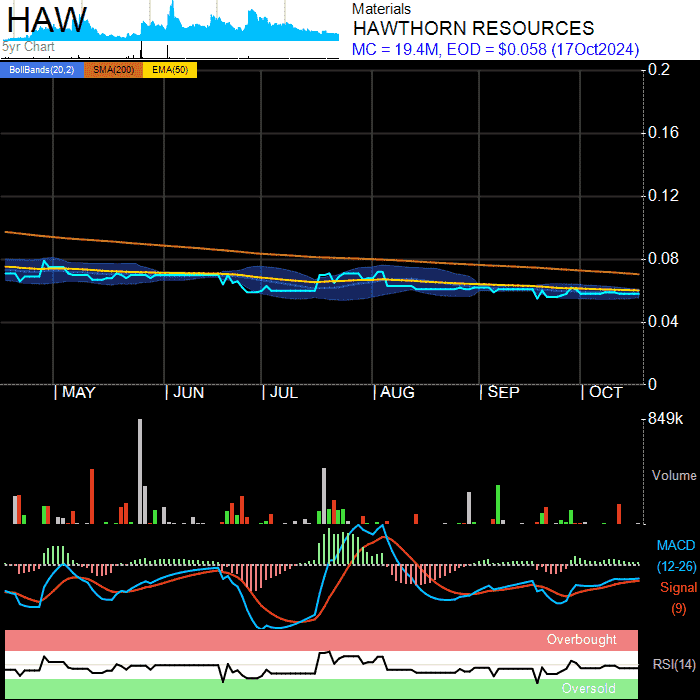 HAW
5yr Chart
Materials
HAWTHORN RESOURCES
MC = 19.4M, EOD = $0.058 (17Oct2024)
BollBands(20,2) SMA(200) EMA(50)
0.2
0.16
0.12
0.08
0.04
0
MAY JUN JUL AUG SEP OCT
849k
Volume
MACD
(12-26)
Signal
(9)
Overbought
RSI(14)
Oversold